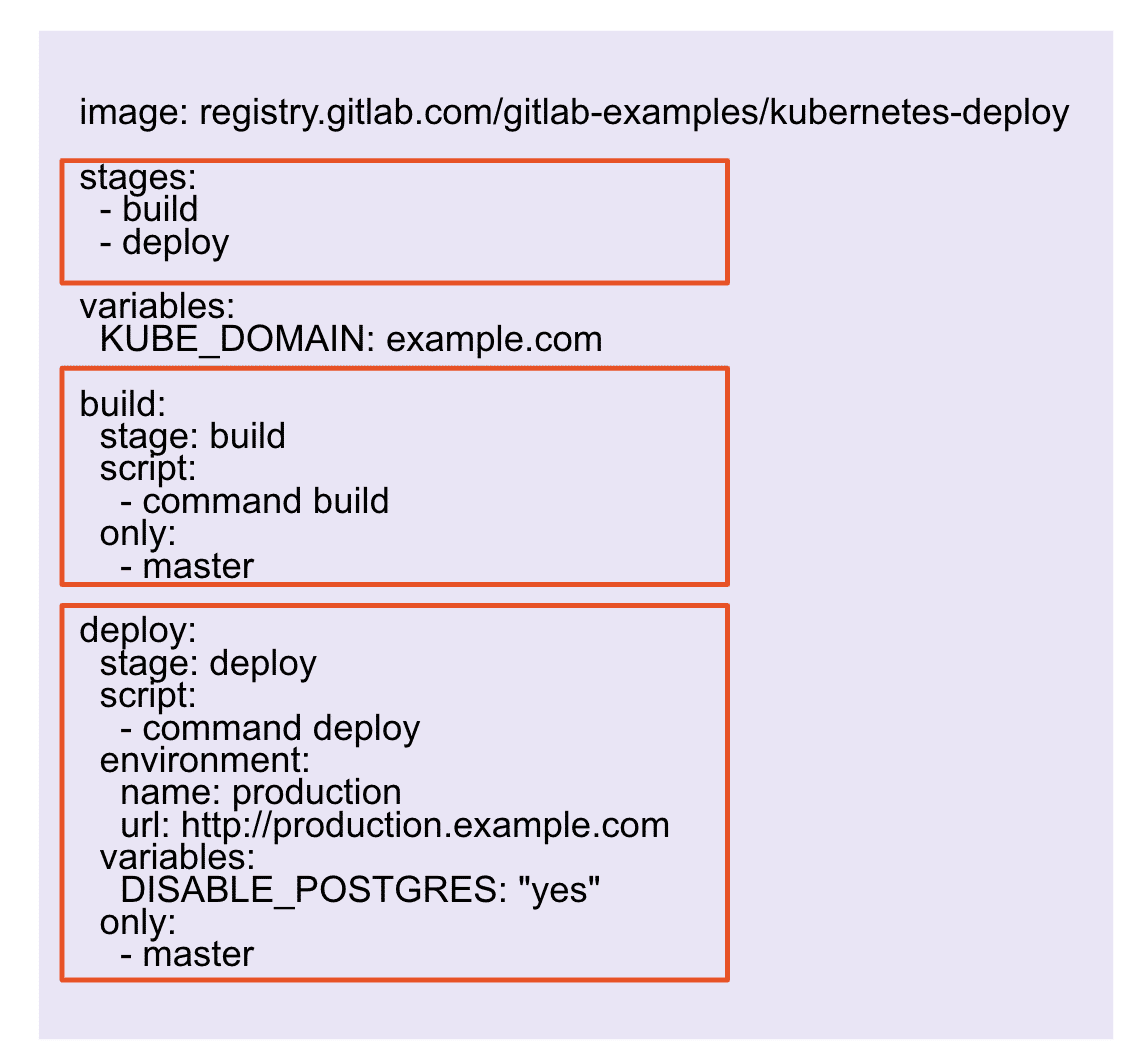 image: registry.gitlab.com/gitlab-examples/kubernetes-deploy
stages:
  - build
  - deploy
variables:
  KUBE_DOMAIN: example.com
build:
  stage: build
  script:
    - command build
  only:
    - master
deploy:
  stage: deploy
  script:
    - command deploy
  environment:
    name: production
    url: http://production.example.com
  variables:
    DISABLE_POSTGRES: "yes"
  only:
    - master